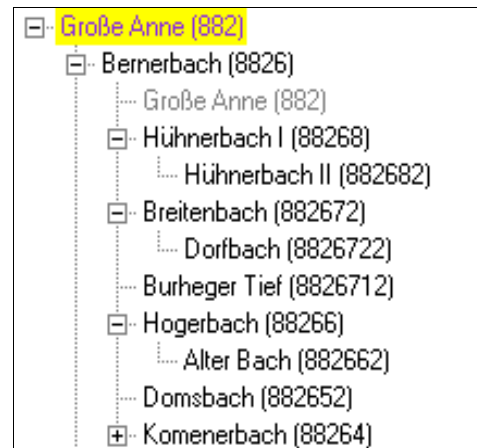 Große Anne (882)
Bernerbach (8826)
Große Anne (882)
Hühnerbach I (88268)
Hühnerbach II (882682)
Breitenbach (882672)
Dorfbach (8826722)
Burheger Tief (8826712)
Hogerbach (88266)
Alter Bach (882662)
Domsbach (882652)
Komenerbach (88264)